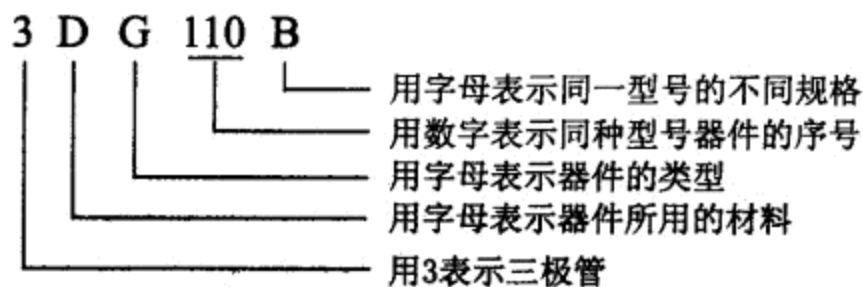 3 D G 110 B
用字母表示同一型号的不同规格
用数字表示同种型号器件的序号
用字母表示器件的类型
用字母表示器件所用的材料
用3表示三极管